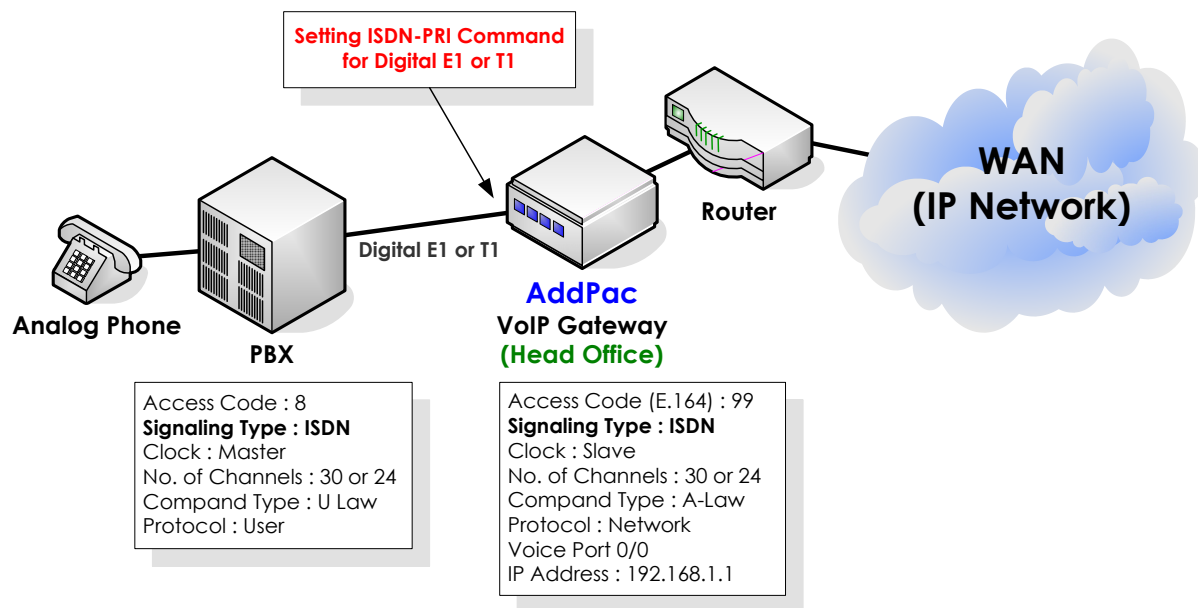 Setting ISDN-PRI Command
for Digital E1 or T1
WAN
(IP Network)
Router
Digital E1 or T1
AddPac
VoIP Gateway
(Head Office)
Analog Phone
PBX
Access Code : 8
Signaling Type : ISDN
Clock : Master
No. of Channels : 30 or 24
Compand Type : U Law
Protocol : User
Access Code (E.164) : 99
Signaling Type : ISDN
Clock : Slave
No. of Channels : 30 or 24
Compand Type : A-Law
Protocol : Network
Voice Port 0/0
IP Address : 192.168.1.1